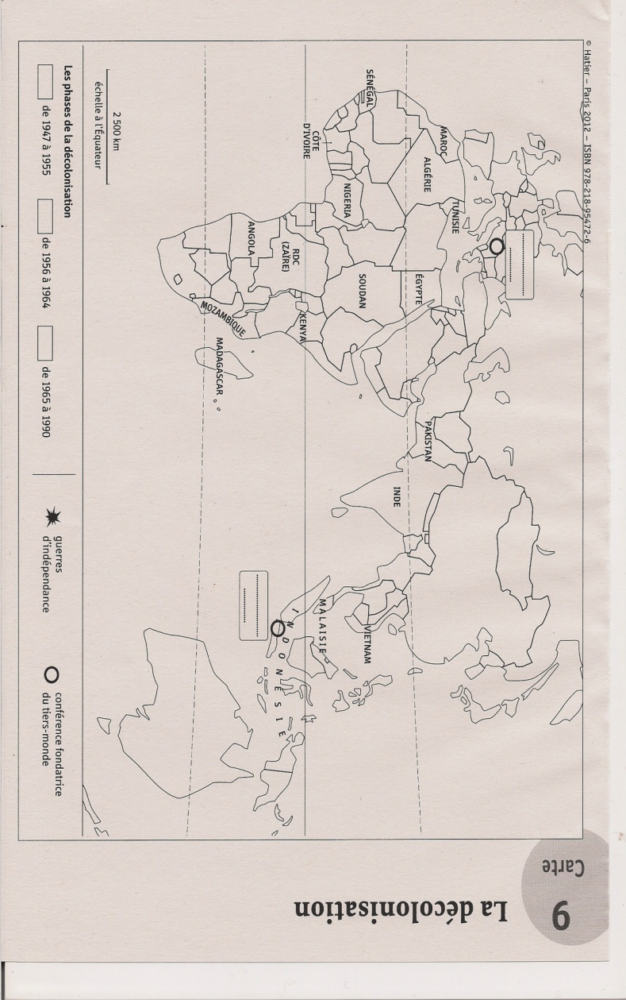 Carte
9
La décolonisation
© Hatier – Paris 2012 – ISBN 978-218-95472-6
MAROC
ALGÉRIE
TUNISIE
ÉGYPTE
SÉNÉGAL
CÔTE
D'IVOIRE
NIGERIA
SOUDAN
RDC
(ZAÏRE)
KENYA
ANGOLA
MOZAMBIQUE
MADAGASCAR
PAKISTAN
INDE
VIETNAM
MALAISIE
INDONÉSIE
2 500 km
échelle à l'Équateur
Les phases de la décolonisation
de 1947 à 1955
de 1956 à 1964
de 1965 à 1990
guerres
d'indépendance
conférence fondatrice
du tiers-monde